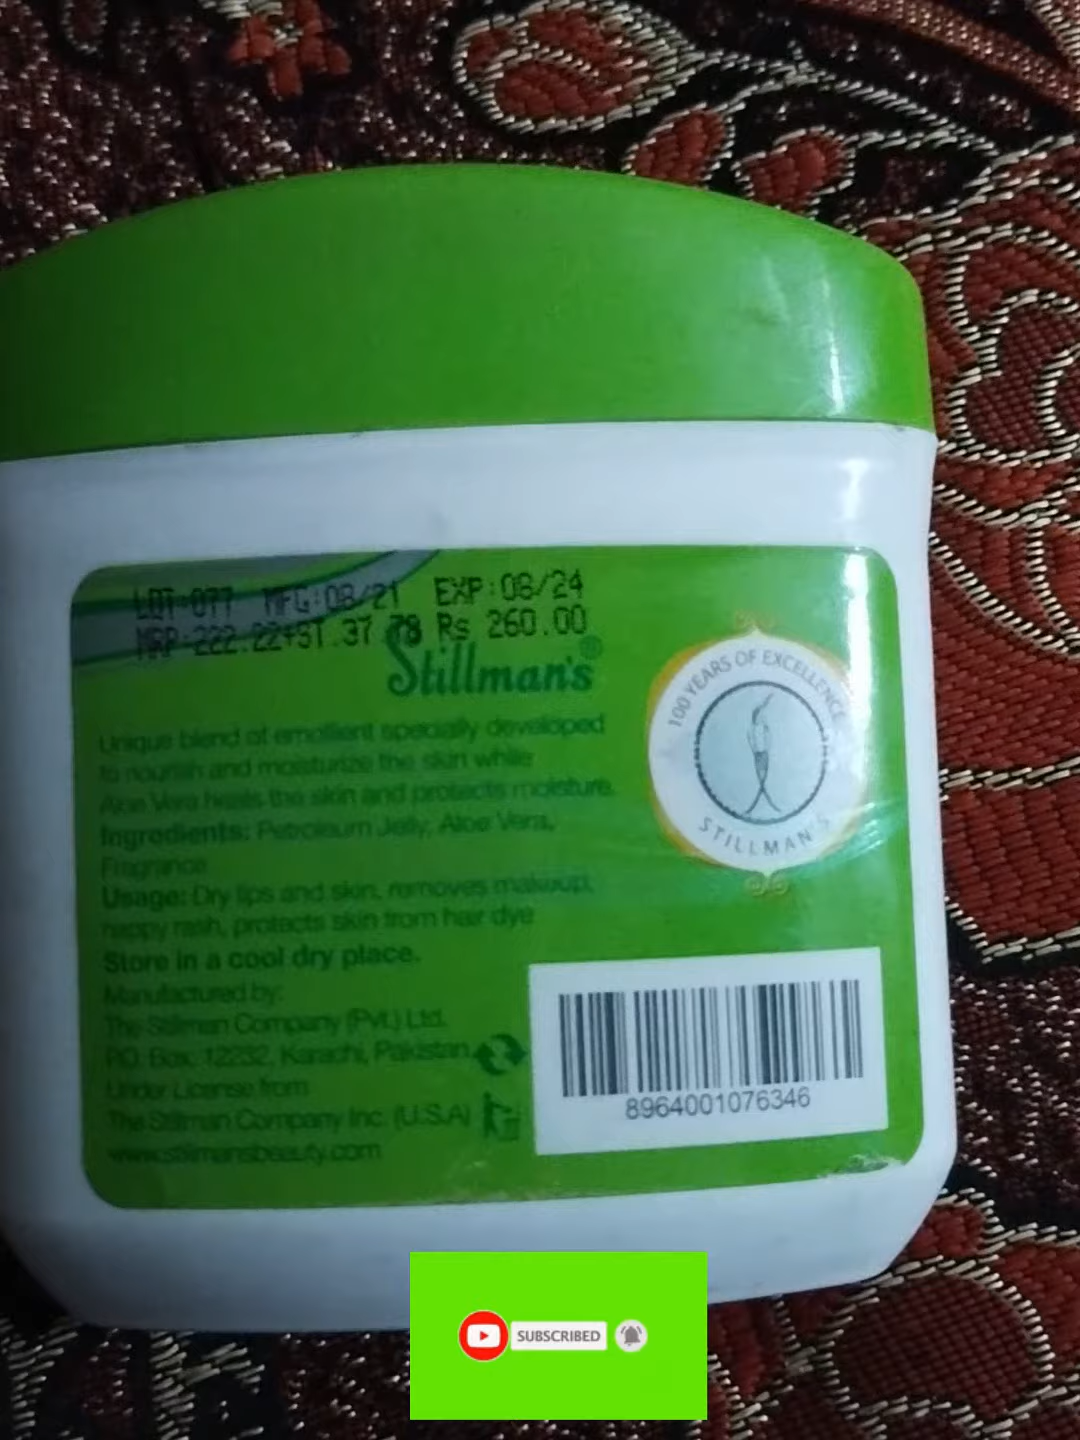 LOT 077 MFG:08/21 EXP:08/24
MRP 222.22+ST.37.78 Rs 260.00
Stillman's®
Unique blend of emollient specially developed
to nourish and moisturize the skin while
Aloe Vera heals the skin and protects moisture.
Ingredients: Petroleum Jelly, Aloe Vera,
Fragrance
Usage: Dry lips and skin, removes makeup,
nappy rash, protects skin from hair dye
Store in a cool dry place.
Manufactured by:
The Stillman Company (Pvt.) Ltd.
P.O. Box: 12232, Karachi, Pakistan.
Under License from
The Stillman Company Inc. (U.S.A)
www.stillmansbeauty.com
100 YEARS OF EXCELLENCE
STILLMAN'S
8964001076346
SUBSCRIBED